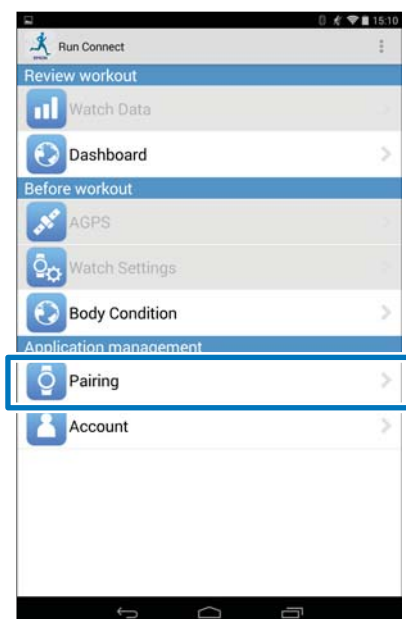 15:10
EPSON
Run Connect
Review workout
Watch Data
Dashboard
Before workout
AGPS
Watch Settings
Body Condition
Application management
Pairing
Account